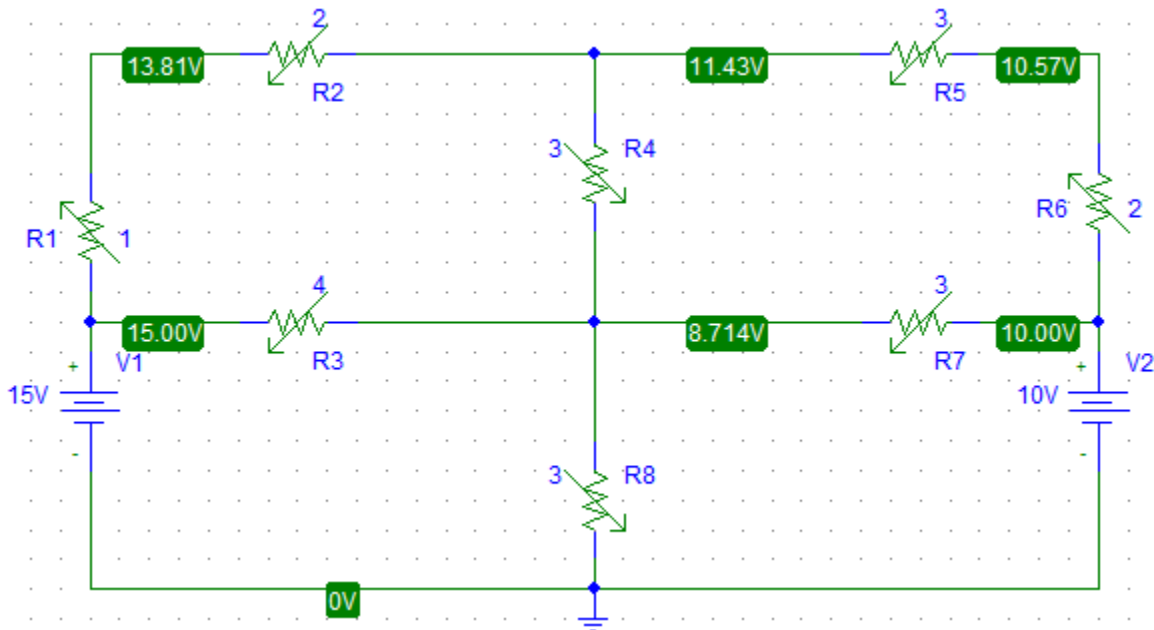 2
3
13.81V
11.43V
10.57V
R2
R5
3
R4
R1
1
R6
2
4
3
15.00V
8.714V
10.00V
+
V1
R3
R7
+
V2
15V
10V
-
-
3
R8
0V